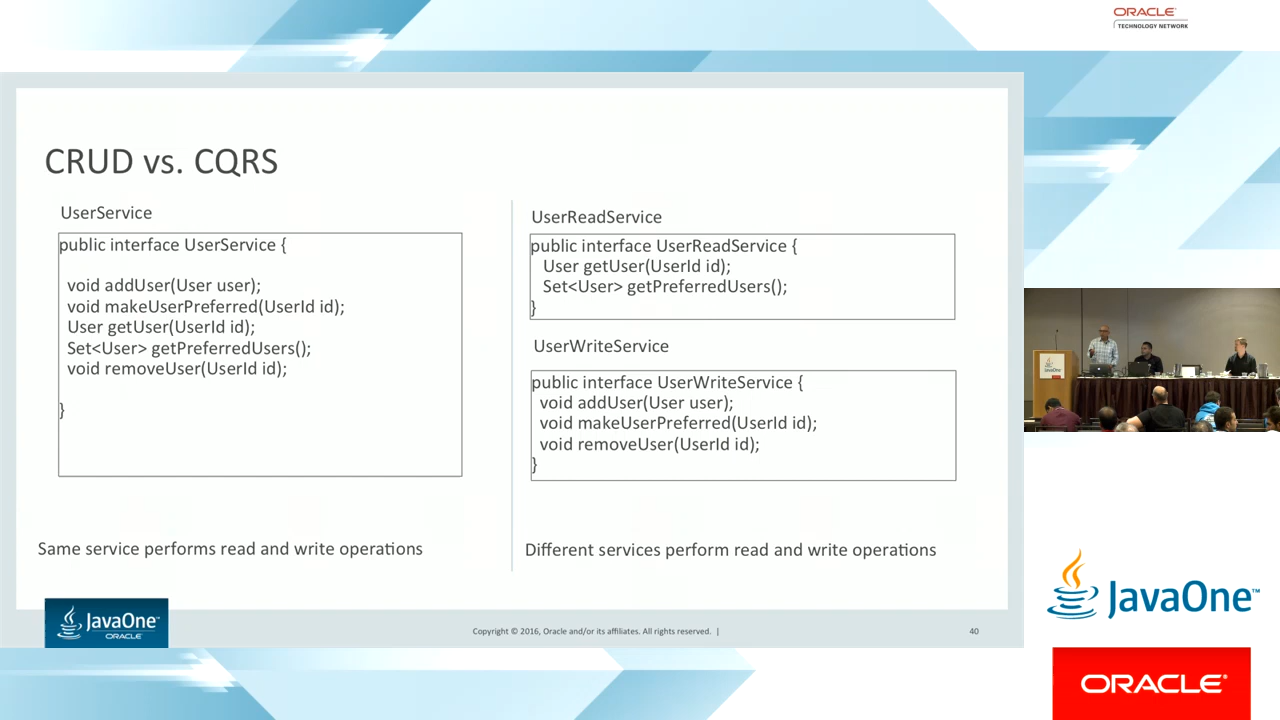 ORACLE
TECHNOLOGY NETWORK
CRUD vs. CQRS
UserService
public interface UserService {
void addUser(User user);
void makeUserPreferred(UserId id);
User getUser(UserId id);
Set<User> getPreferredUsers();
void removeUser(UserId id);
}
Same service performs read and write operations
UserReadService
public interface UserReadService {
User getUser(UserId id);
Set<User> getPreferredUsers();
}
UserWriteService
public interface UserWriteService {
void addUser(User user);
void makeUserPreferred(UserId id);
void removeUser(UserId id);
}
Different services perform read and write operations
JavaOne™
ORACLE
Copyright © 2016, Oracle and/or its affiliates. All rights reserved. |
40
JavaOne
JavaOne™
ORACLE®